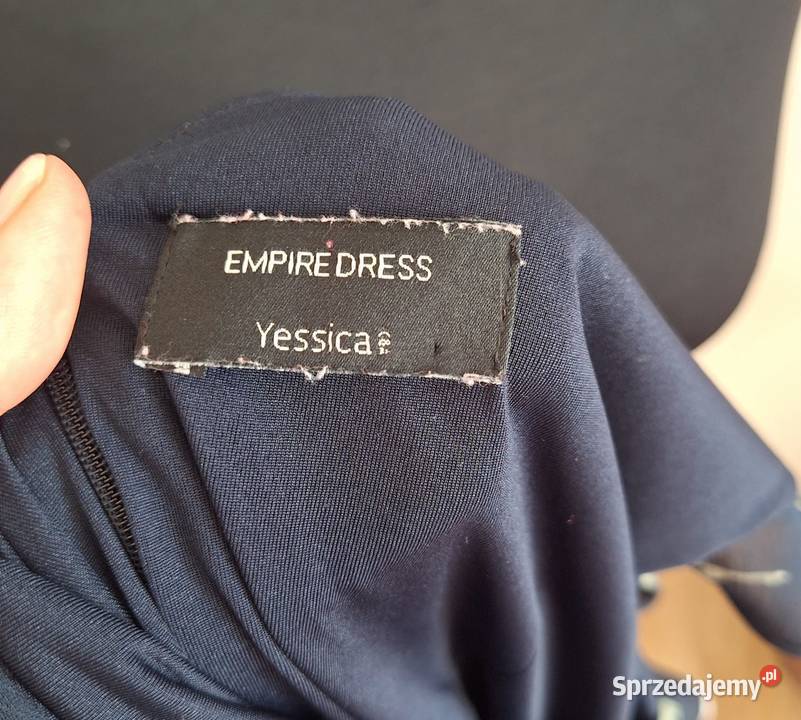 EMPIRE DRESS
Yessica
Sprzedajemy.pl